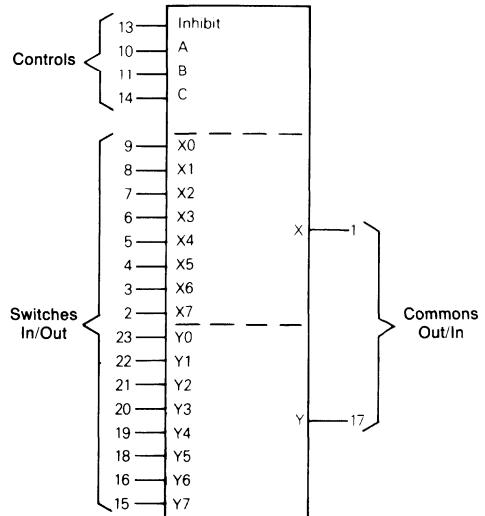 Controls
13 Inhibit
10 A
11 B
14 C
Switches
In/Out
9 X0
8 X1
7 X2
6 X3
5 X4
4 X5
3 X6
2 X7
23 Y0
22 Y1
21 Y2
20 Y3
19 Y4
18 Y5
16 Y6
15 Y7
X 1
Y 17
Commons
Out/In